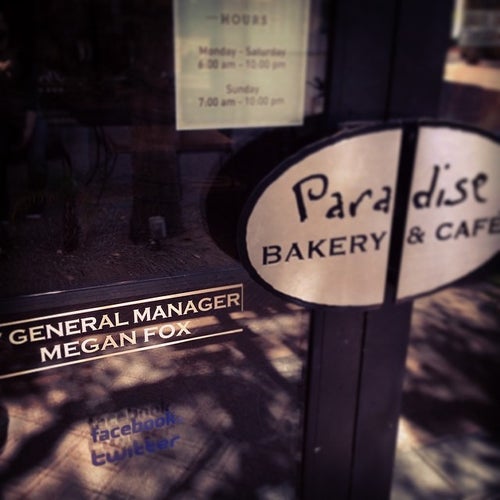 HOURS
Monday - Saturday
6:00 am - 10:00 pm
Sunday
7:00 am - 10:00 pm
Paradise
BAKERY & CAFE
GENERAL MANAGER
MEGAN FOX
facebook
twitter